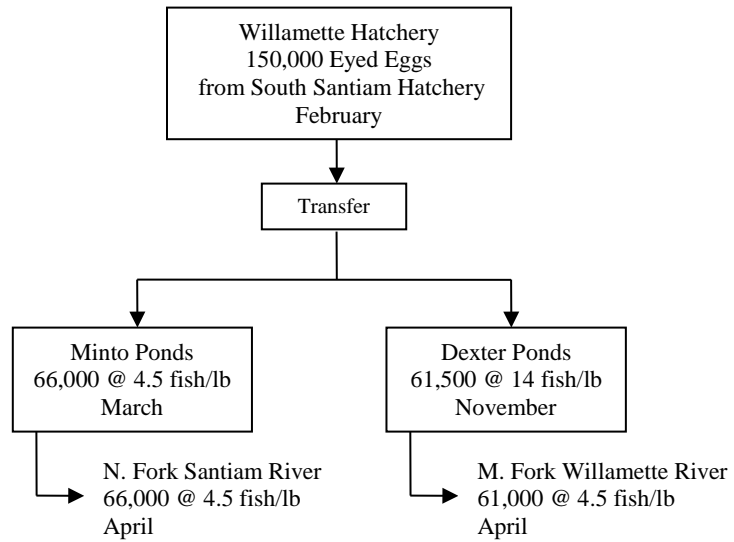 Willamette Hatchery
150,000 Eyed Eggs
from South Santiam Hatchery
February
Transfer
Minto Ponds
66,000 @ 4.5 fish/lb
March
Dexter Ponds
61,500 @ 14 fish/lb
November
N. Fork Santiam River
66,000 @ 4.5 fish/lb
April
M. Fork Willamette River
61,000 @ 4.5 fish/lb
April